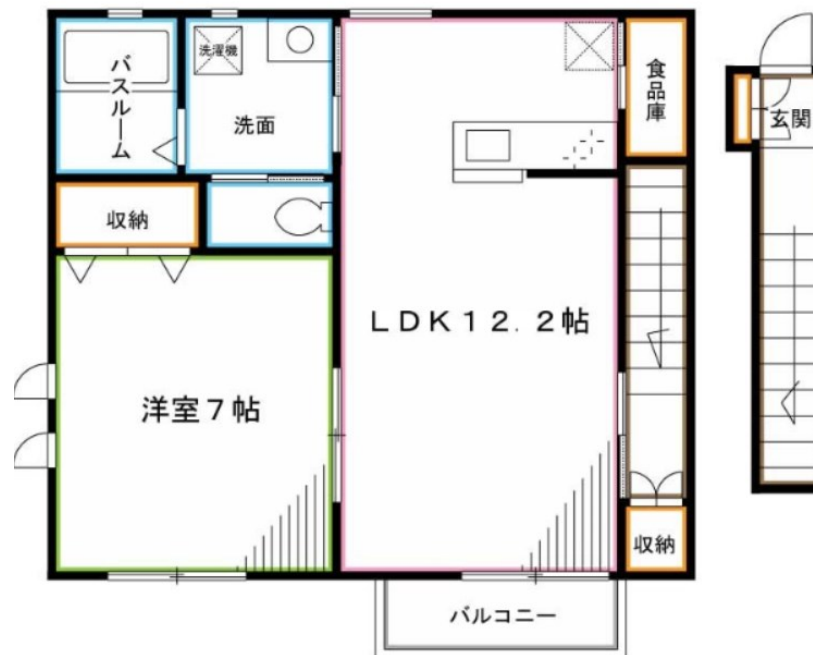 バスルーム
洗濯機
洗面
食品庫
玄関
収納
LDK12.2帖
洋室7帖
収納
バルコニー